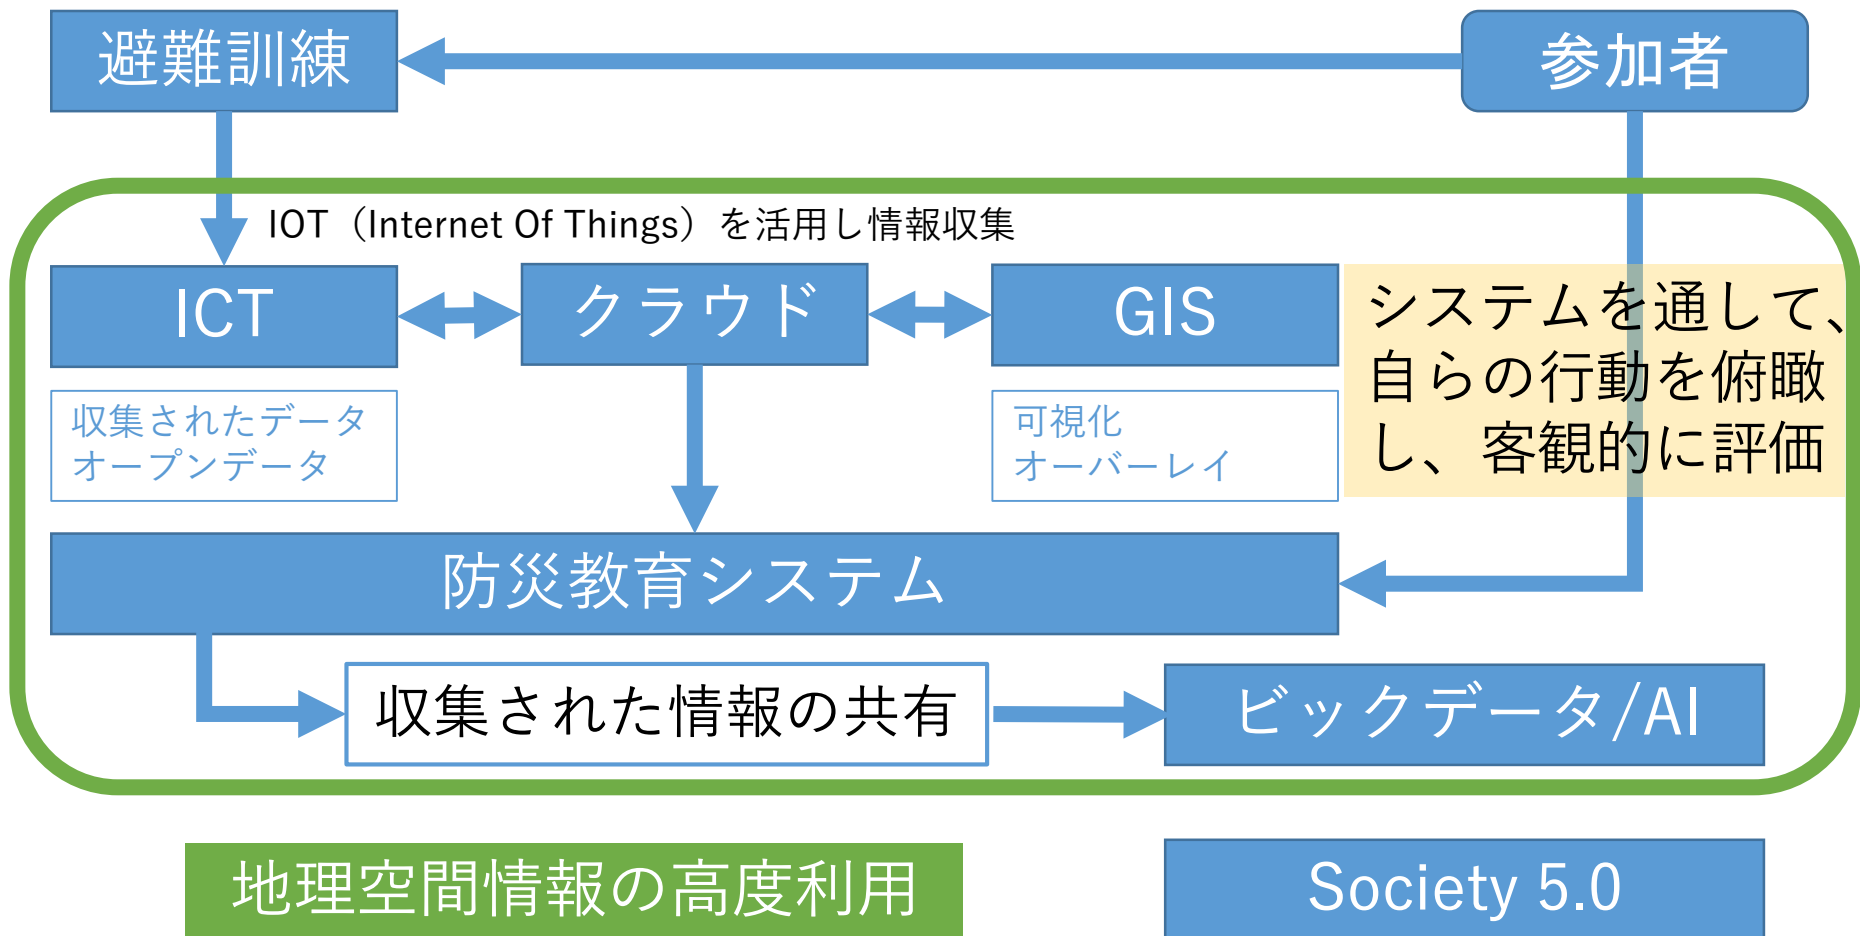 避難訓練
参加者
IOT（Internet Of Things）を活用し情報収集
ICT
クラウド
GIS
システムを通して、
自らの行動を俯瞰
し、客観的に評価
収集されたデータ
オープンデータ
可視化
オーバーレイ
防災教育システム
収集された情報の共有
ビックデータ/AI
地理空間情報の高度利用
Society 5.0